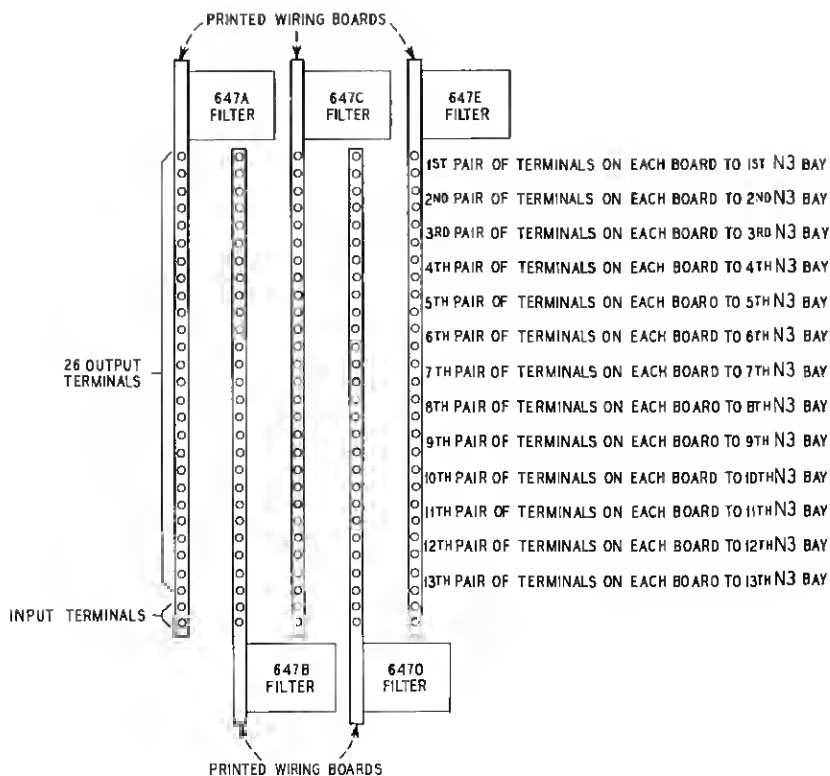 PRINTED WIRING BOARDS
647A
FILTER
647C
FILTER
647E
FILTER
1ST PAIR OF TERMINALS ON EACH BOARD TO 1ST N3 BAY
2ND PAIR OF TERMINALS ON EACH BOARD TO 2ND N3 BAY
3RD PAIR OF TERMINALS ON EACH BOARD TO 3RD N3 BAY
4TH PAIR OF TERMINALS ON EACH BOARD TO 4TH N3 BAY
5TH PAIR OF TERMINALS ON EACH BOARD TO 5TH N3 BAY
6TH PAIR OF TERMINALS ON EACH BOARD TO 6TH N3 BAY
26 OUTPUT
TERMINALS
7TH PAIR OF TERMINALS ON EACH BOARD TO 7TH N3 BAY
8TH PAIR OF TERMINALS ON EACH BOARD TO 8TH N3 BAY
9TH PAIR OF TERMINALS ON EACH BOARD TO 9TH N3 BAY
10TH PAIR OF TERMINALS ON EACH BOARD TO 10TH N3 BAY
11TH PAIR OF TERMINALS ON EACH BOARD TO 11TH N3 BAY
12TH PAIR OF TERMINALS ON EACH BOARD TO 12TH N3 BAY
13TH PAIR OF TERMINALS ON EACH BOARD TO 13TH N3 BAY
INPUT TERMINALS
647B
FILTER
647D
FILTER
PRINTED WIRING BOARDS